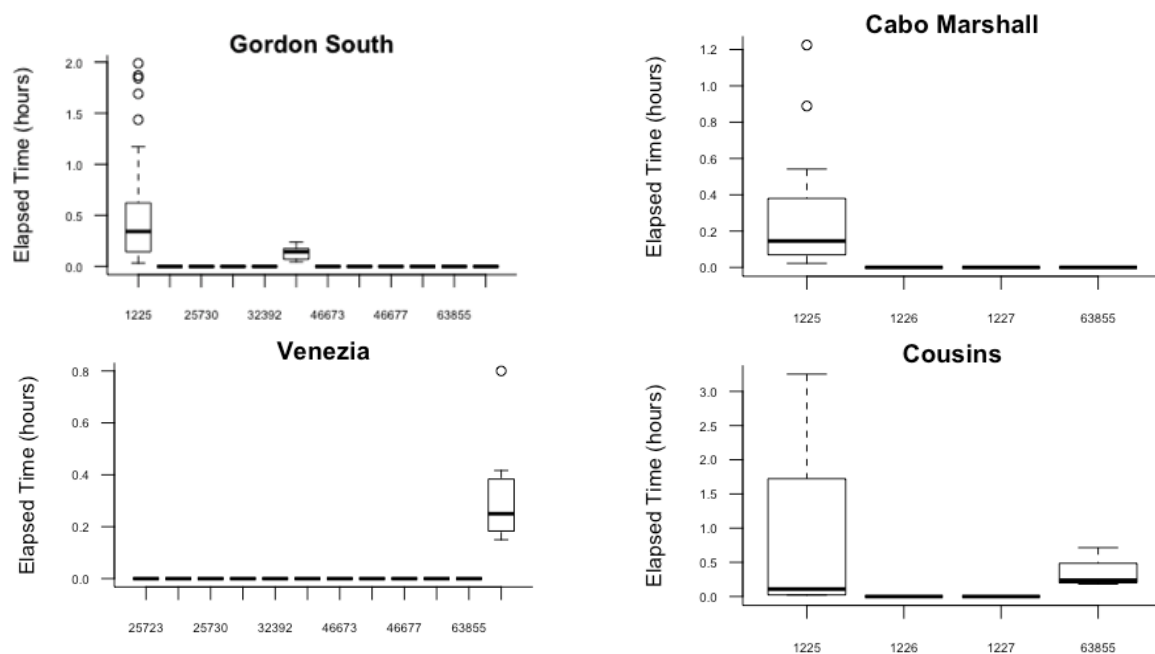 Gordon South
Elapsed Time (hours)
2.0
1.5
1.0
0.5
0.0
1225 25730 32392 46673 46677 63855
Cabo Marshall
Elapsed Time (hours)
1.2
1.0
0.8
0.6
0.4
0.2
0.0
1225 1226 1227 63855
Venezia
Elapsed Time (hours)
0.8
0.6
0.4
0.2
0.0
25723 25730 32392 46673 46677 63855
Cousins
Elapsed Time (hours)
3.0
2.5
2.0
1.5
1.0
0.5
0.0
1225 1226 1227 63855